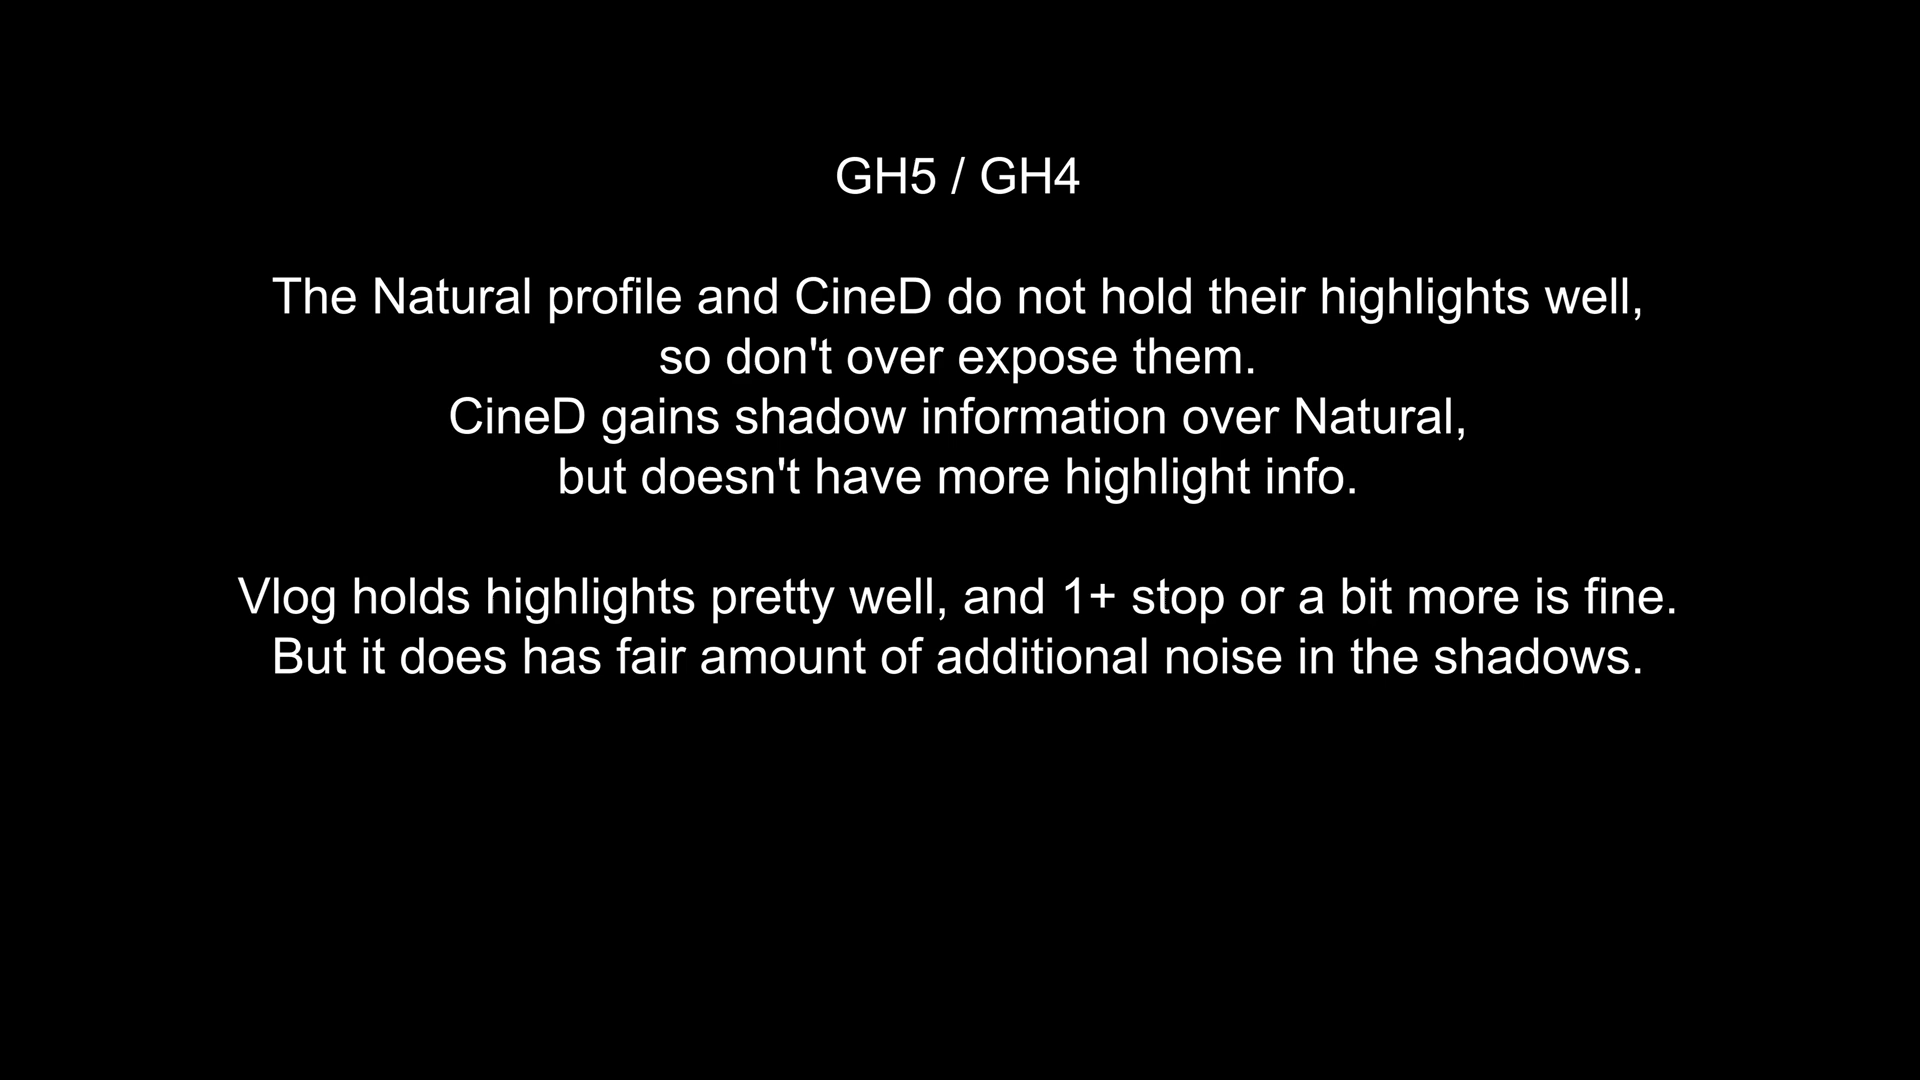 GH5 / GH4
The Natural profile and CineD do not hold their highlights well,
so don't over expose them.
CineD gains shadow information over Natural,
but doesn't have more highlight info.
Vlog holds highlights pretty well, and 1+ stop or a bit more is fine.
But it does has fair amount of additional noise in the shadows.